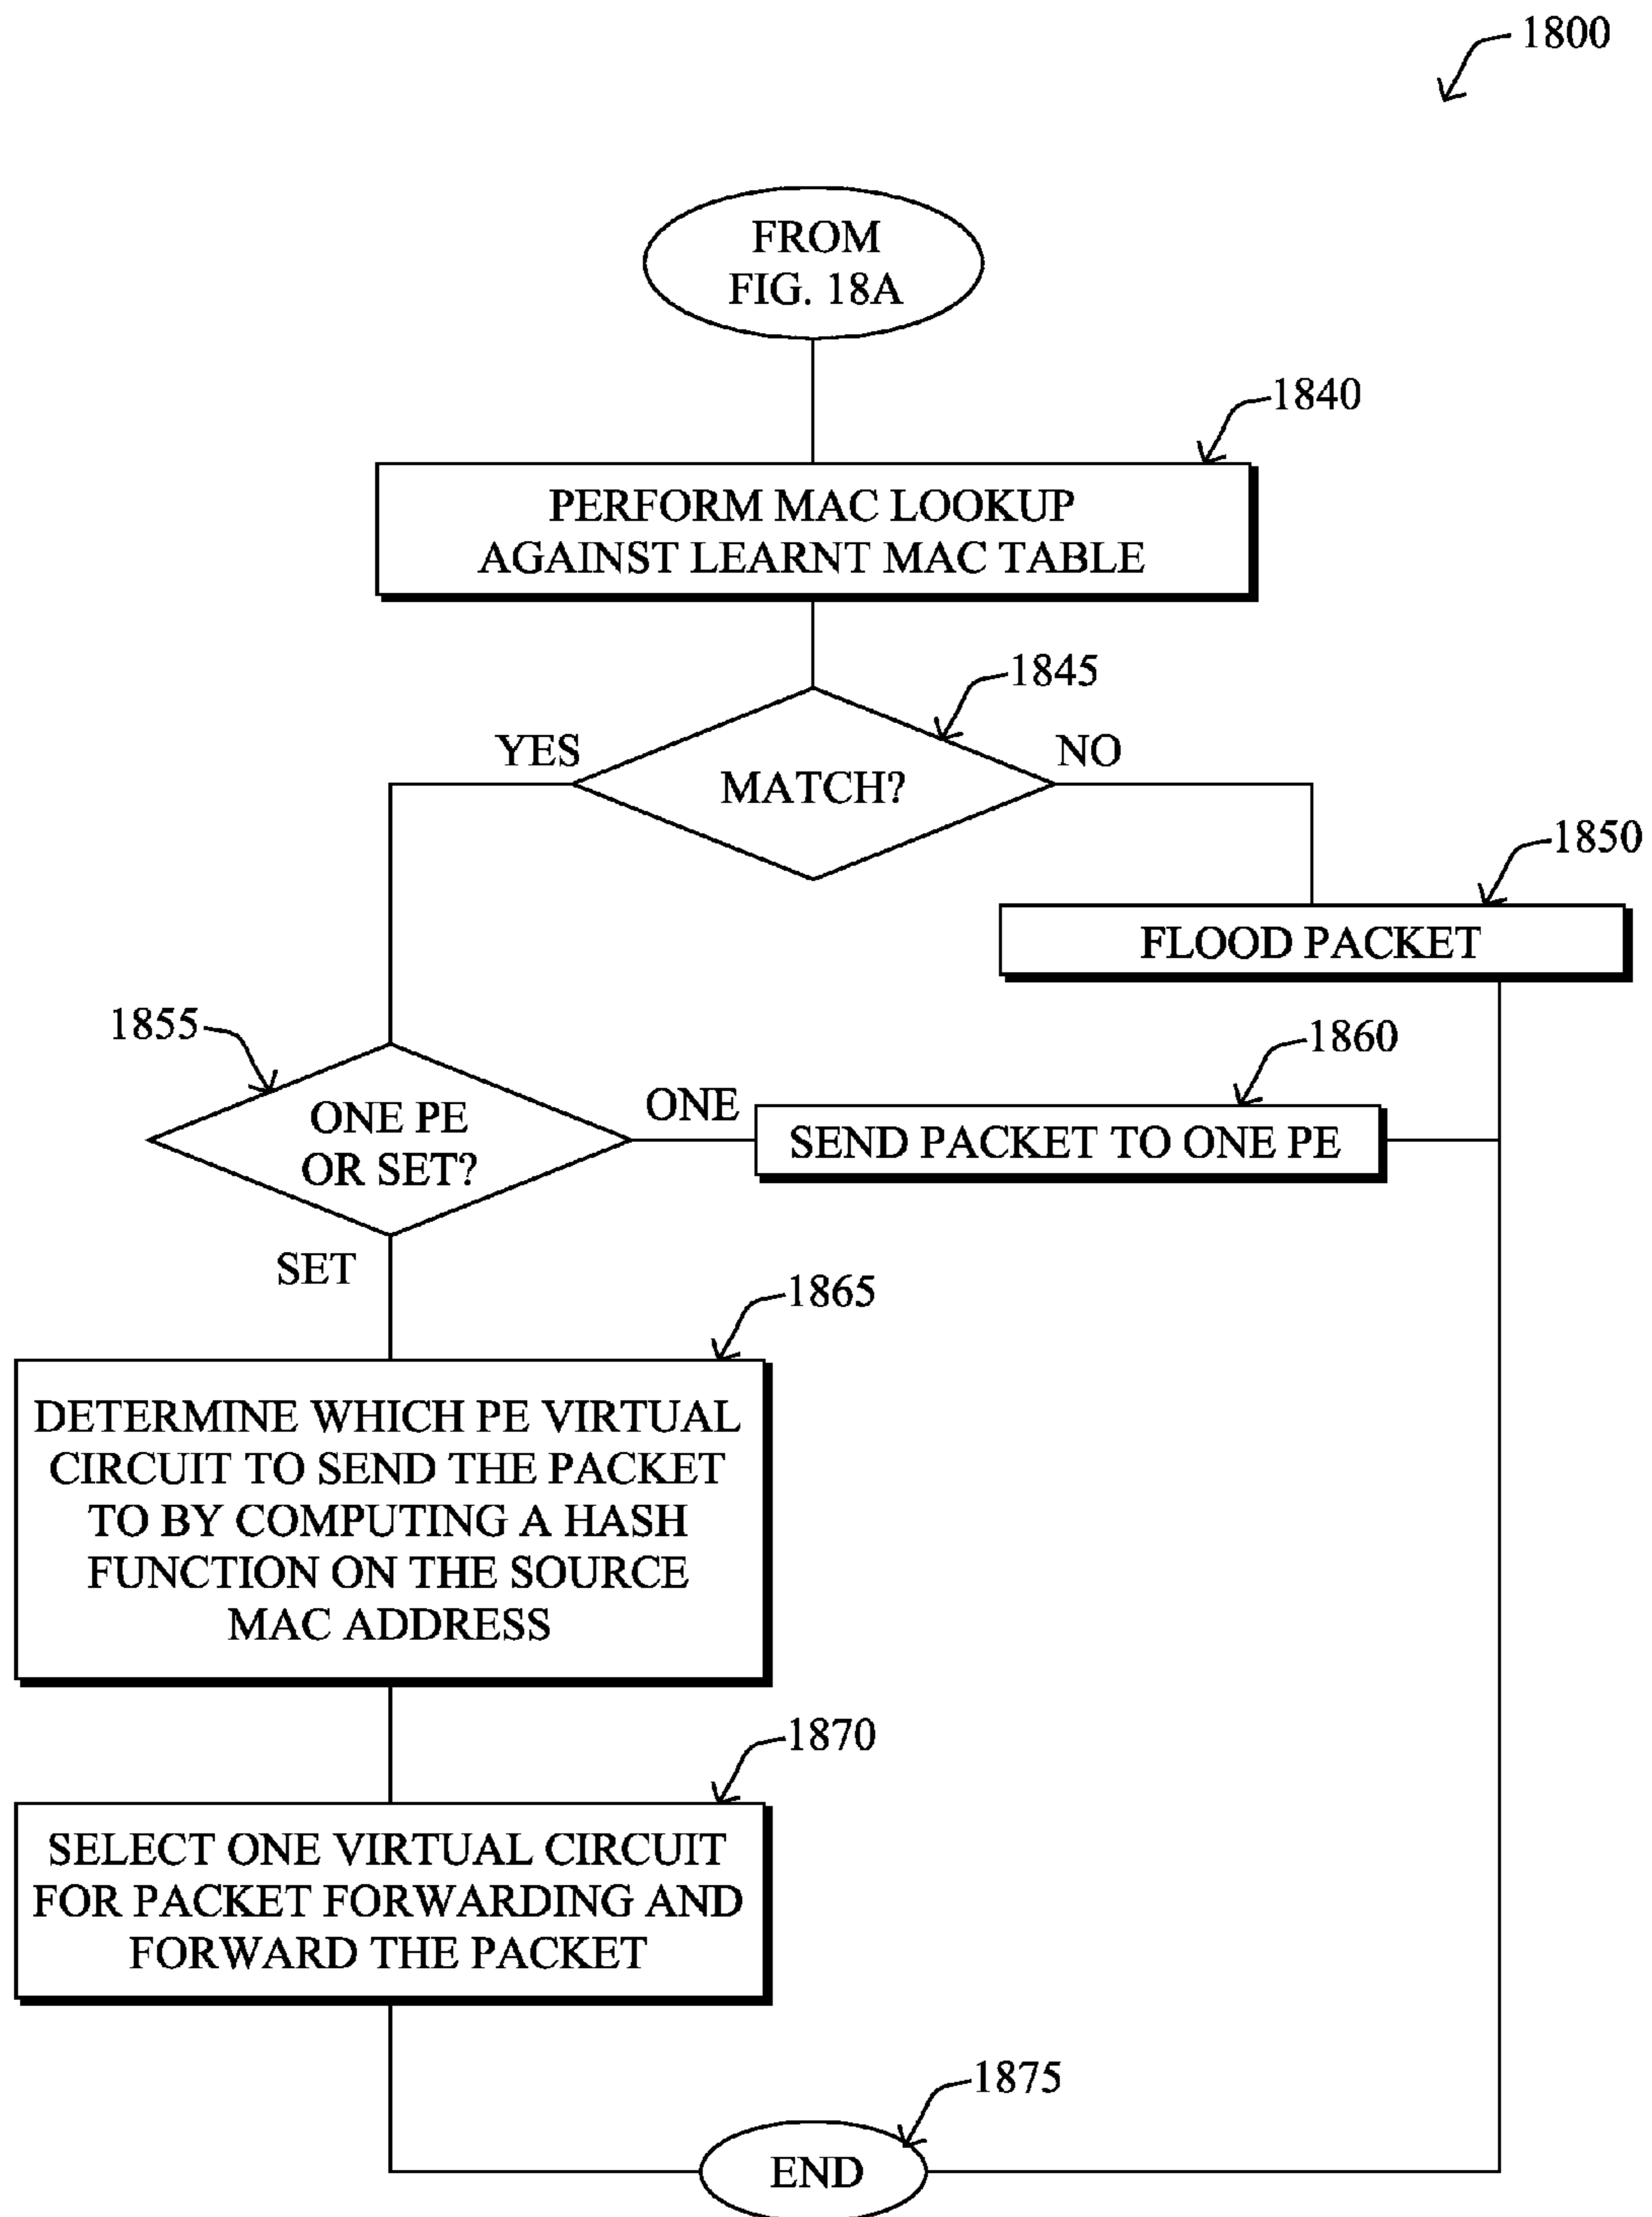 1800
FROM
FIG. 18A
1840
PERFORM MAC LOOKUP
AGAINST LEARNT MAC TABLE
1845
YES
NO
MATCH?
1850
FLOOD PACKET
1855
1860
ONE PE
OR SET?
ONE
SEND PACKET TO ONE PE
SET
1865
DETERMINE WHICH PE VIRTUAL
CIRCUIT TO SEND THE PACKET
TO BY COMPUTING A HASH
FUNCTION ON THE SOURCE
MAC ADDRESS
1870
SELECT ONE VIRTUAL CIRCUIT
FOR PACKET FORWARDING AND
FORWARD THE PACKET
1875
END